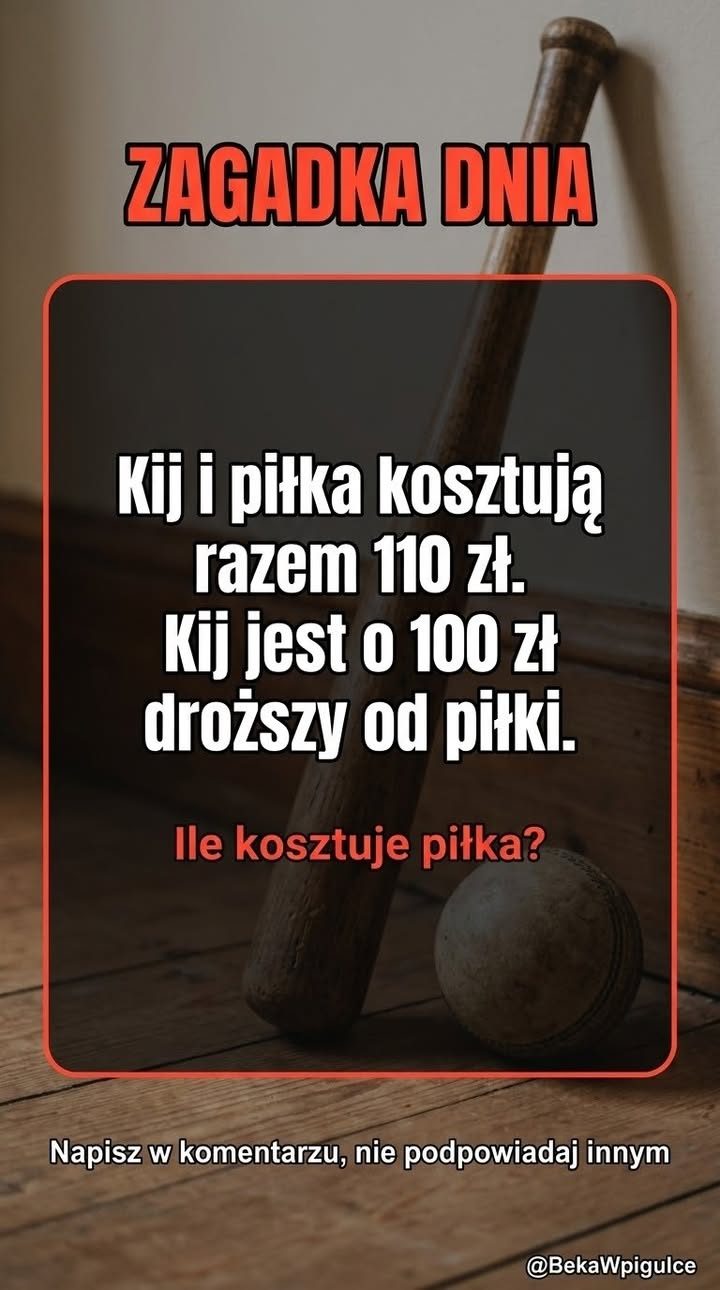 ZAGADKA DNIA
Kij i piłka kosztują
razem 110 zł.
Kij jest o 100 zł
droższy od piłki.
Ile kosztuje piłka?
Napisz w komentarzu, nie podpowiadaj innym
@BekaWpigulce